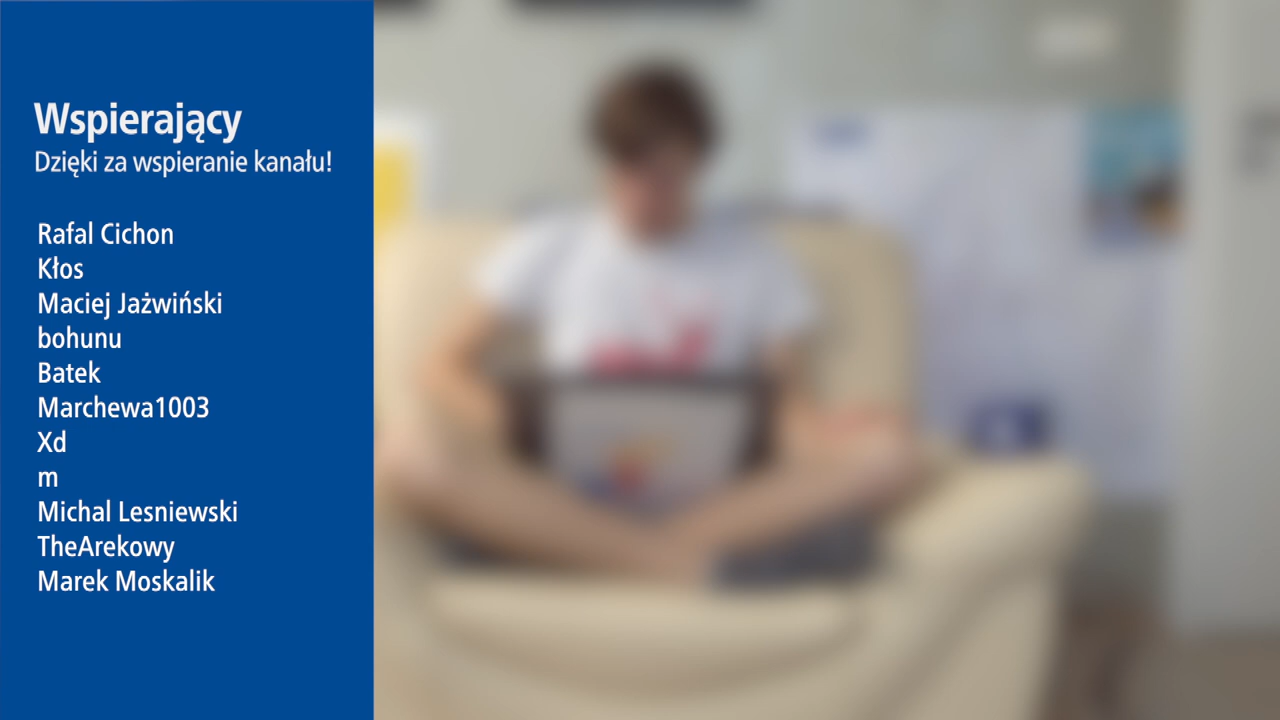 Wspierający
Dzięki za wspieranie kanału!
Rafal Cichon
Kłos
Maciej Jażwiński
bohunu
Batek
Marchewa1003
Xd
m
Michal Lesniewski
TheArekowy
Marek Moskalik